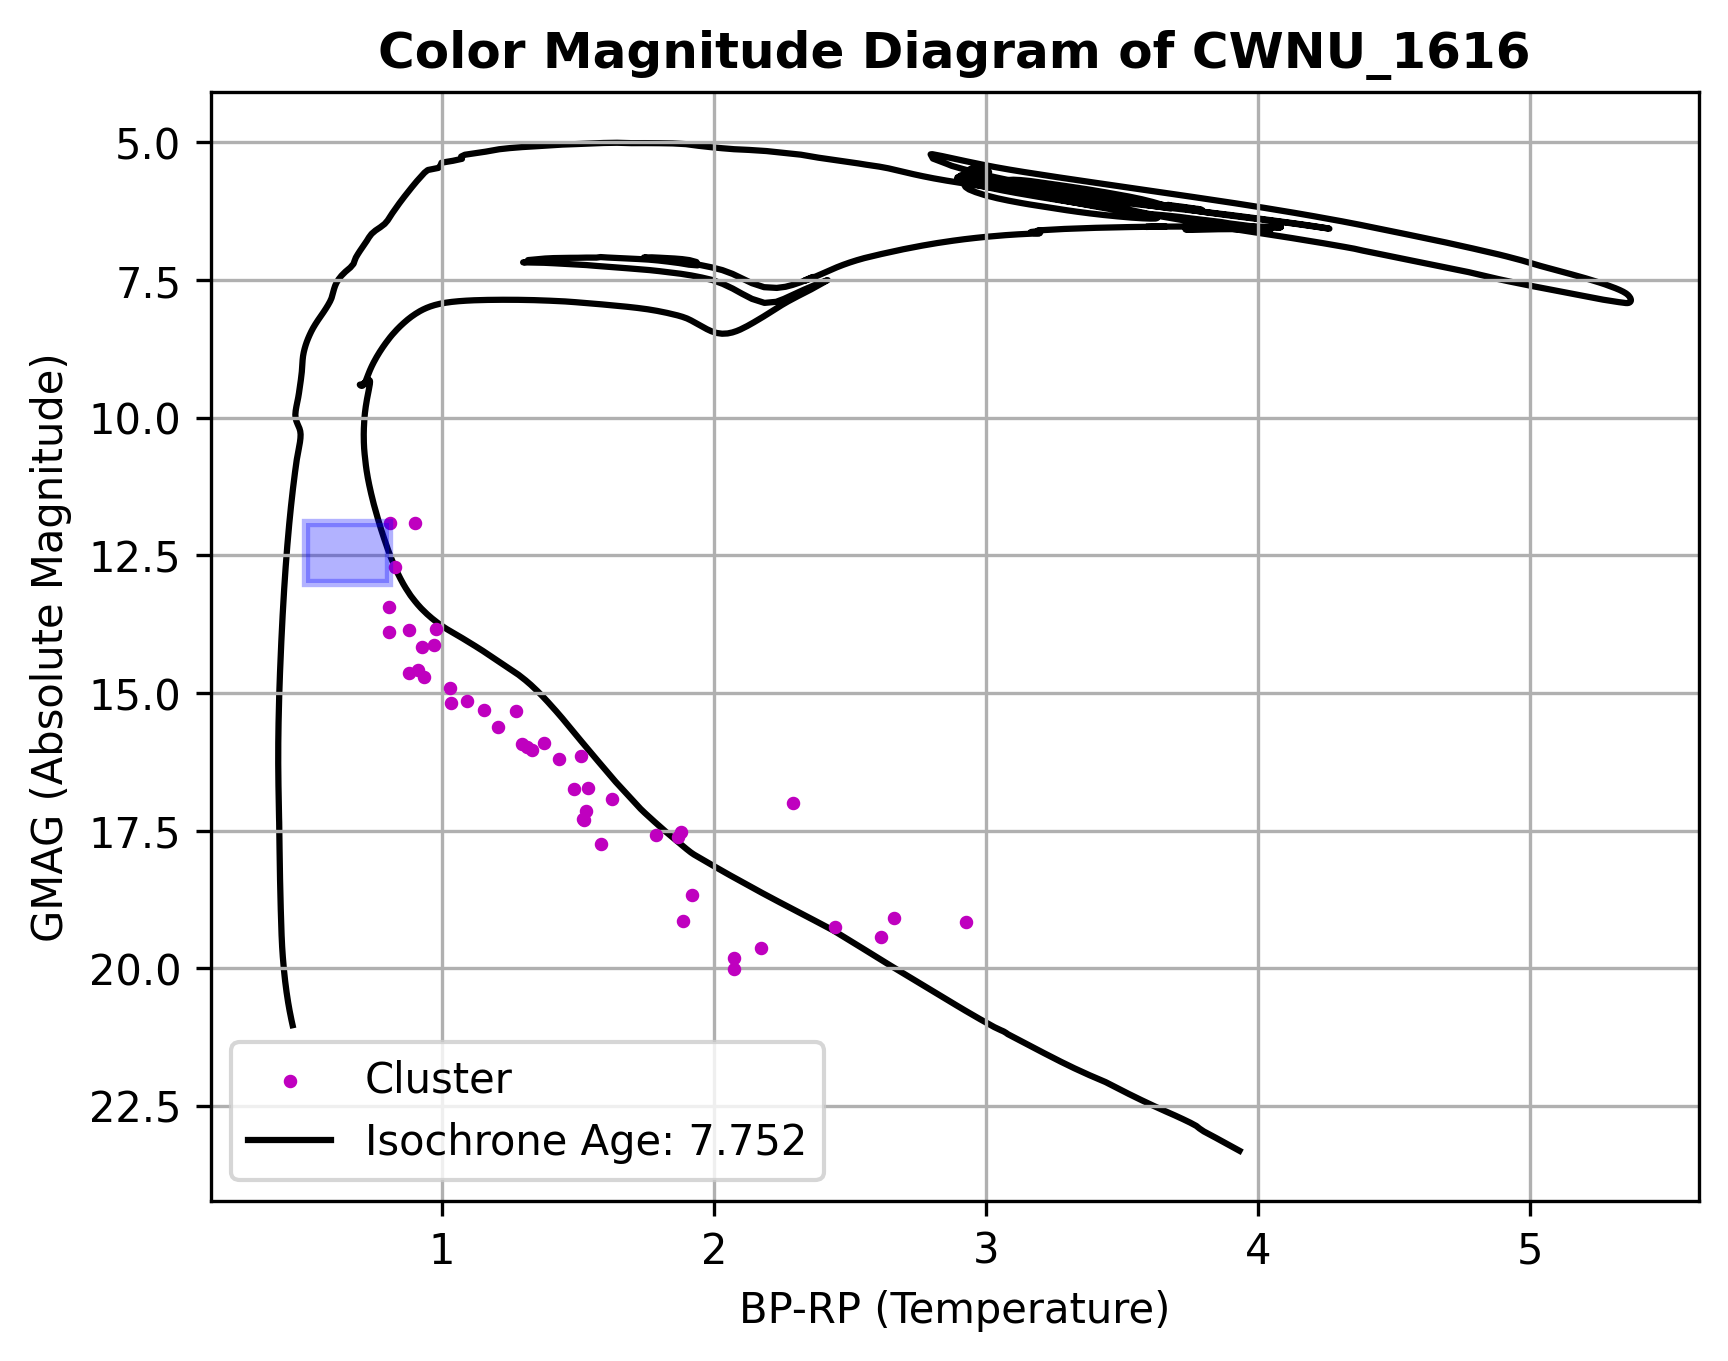 Color Magnitude Diagram of CWNU_1616
GMAG (Absolute Magnitude)
5.0
7.5
10.0
12.5
15.0
17.5
20.0
22.5
Cluster
Isochrone Age: 7.752
1 2 3 4 5
BP-RP (Temperature)